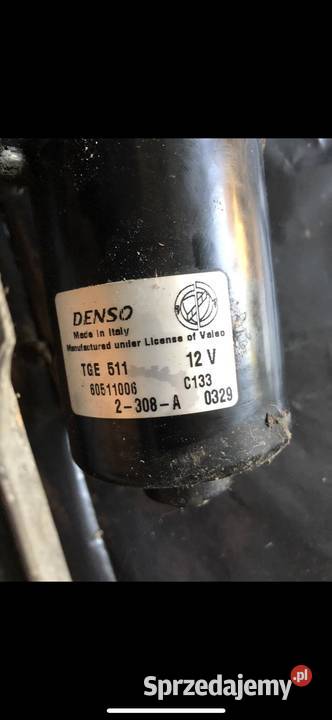 DENSO
Made in Italy
Manufactured under License of Valeo
TGE 511 12 V
60511006 C133
2-308-A 0329
Sprzedajemy.pl